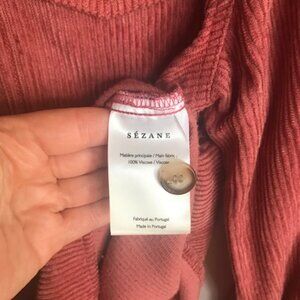 SÉZANE
Matière principale / Main fabric :
100% Viscose / Viscose
Fabriqué au Portugal
Made in Portugal